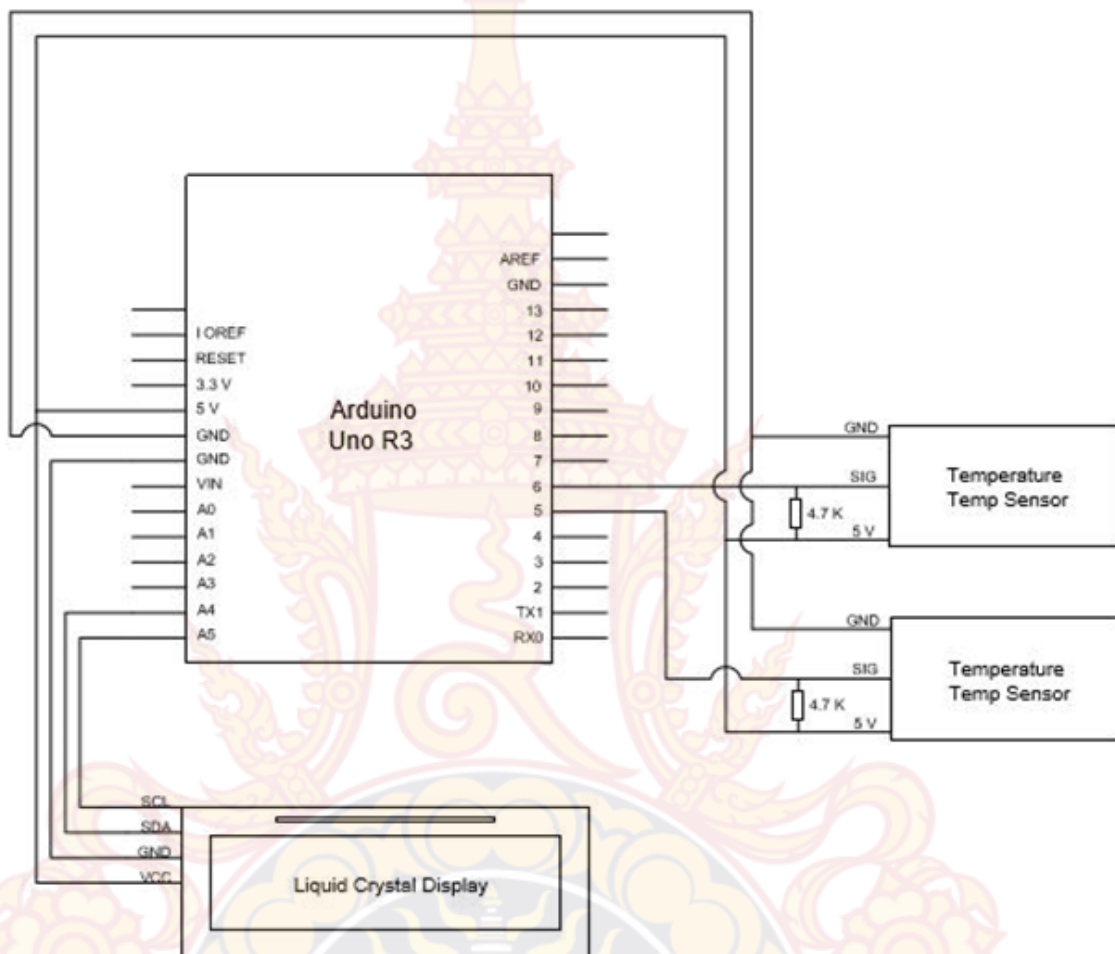 AREF
GND
13
12
11
10
9
8
7
6
5
4
3
2
TX1
RX0
I OREF
RESET
3.3 V
5 V
GND
GND
VIN
A0
A1
A2
A3
A4
A5
Arduino
Uno R3
GND
SIG
5 V
4.7 K
Temperature
Temp Sensor
GND
SIG
5 V
4.7 K
Temperature
Temp Sensor
SCL
SDA
GND
VCC
Liquid Crystal Display